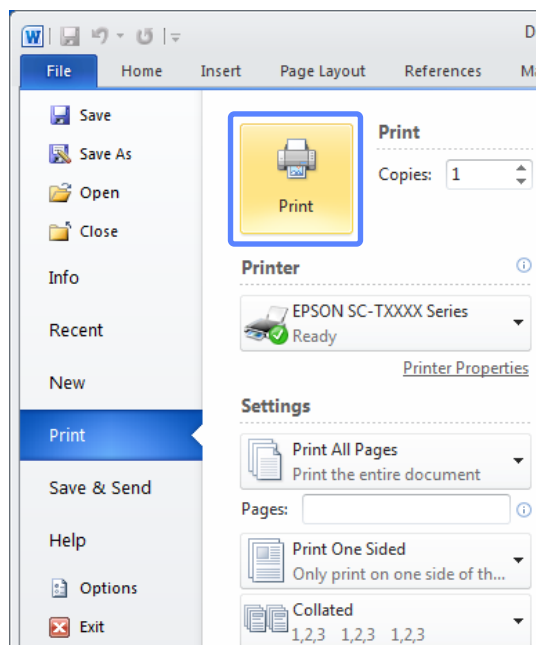 W
D
File Home Insert Page Layout References Ma
Save
Save As
Open
Close
Info
Recent
New
Print
Save & Send
Help
Options
Exit
Print
Print
Copies: 1
Printer
EPSON SC-TXXXX Series
Ready
Printer Properties
Settings
Print All Pages
Print the entire document
Pages:
Print One Sided
Only print on one side of th...
Collated
1,2,3 1,2,3 1,2,3